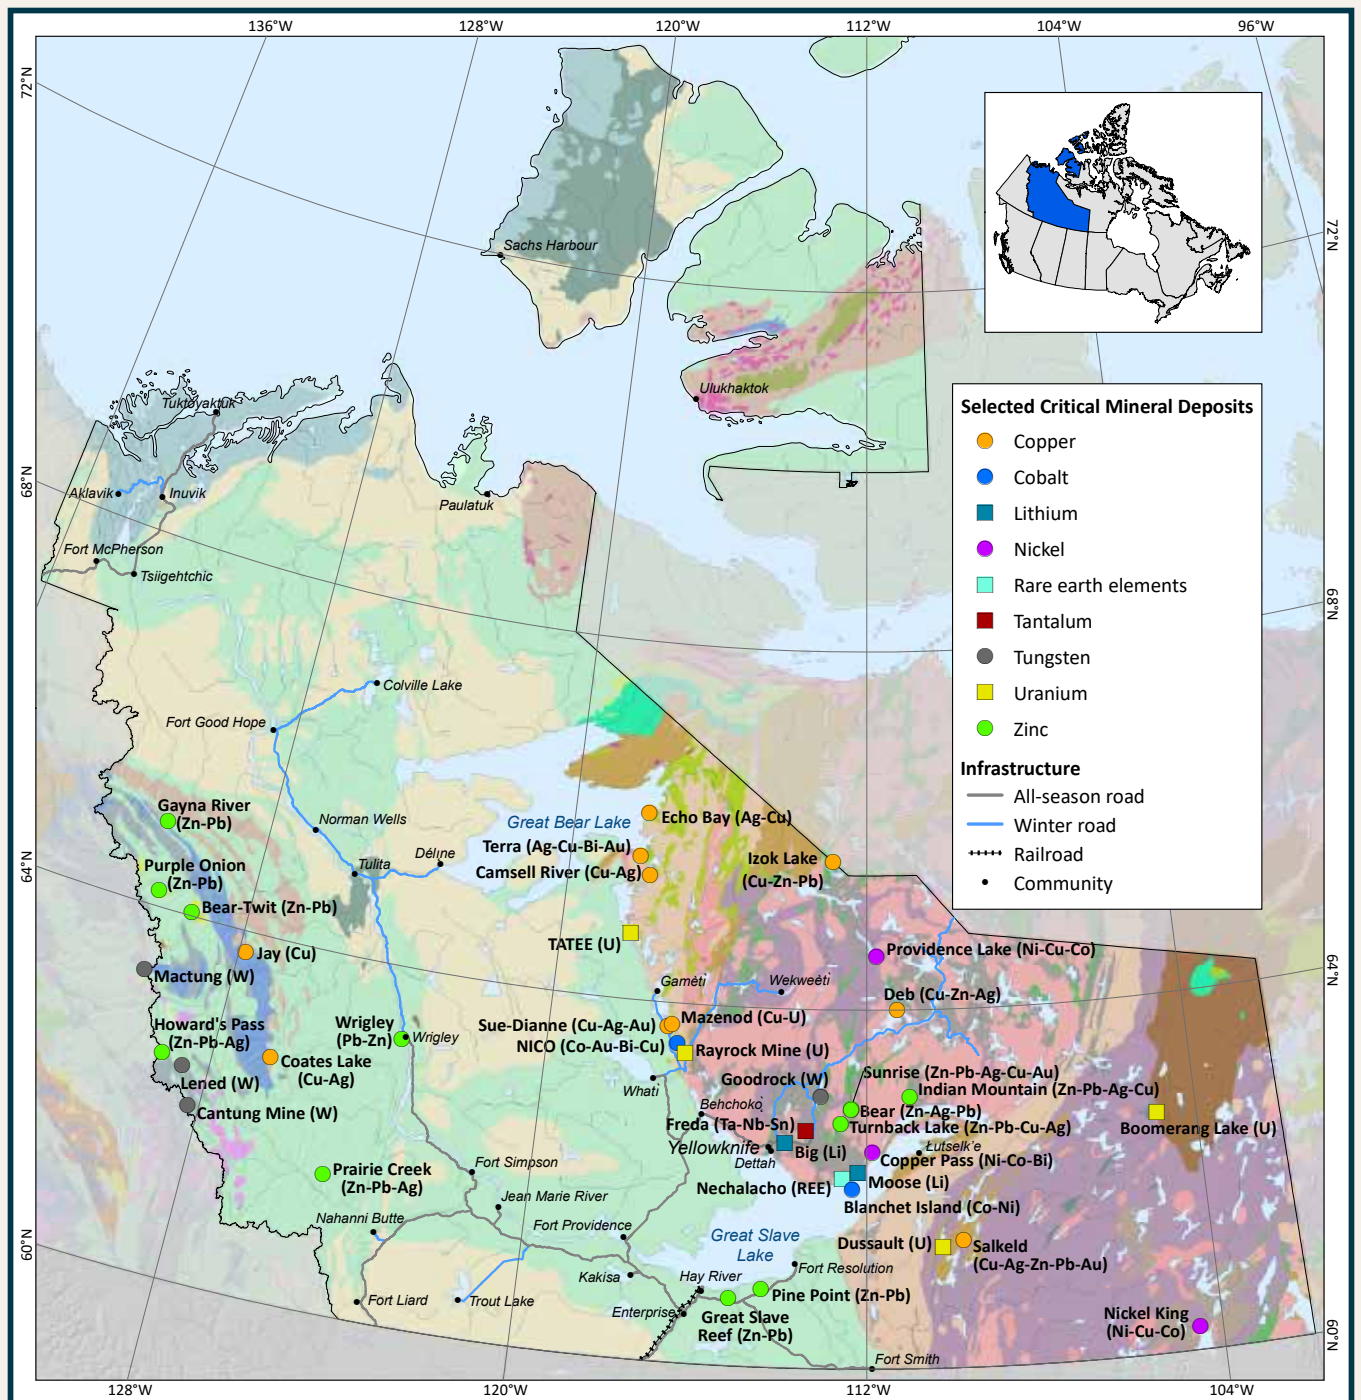 136°W
128°W
120°W
112°W
104°W
96°W
72°N
72°N
Sachs Harbour
Ulukhaktok
Selected Critical Mineral Deposits
Copper
Cobalt
Lithium
Nickel
Rare earth elements
Tantalum
Tungsten
Uranium
Zinc
Infrastructure
All-season road
Winter road
Railroad
Community
Tuktoyaktuk
68°N
Aklavik
Inuvik
Paulatuk
Fort McPherson
Tsiigehtchic
68°N
Colville Lake
Fort Good Hope
Gayna River
(Zn-Pb)
Norman Wells
Great Bear Lake
Echo Bay (Ag-Cu)
Terra (Ag-Cu-Bi-Au)
Camsell River (Cu-Ag)
Izok Lake
(Cu-Zn-Pb)
64°N
Purple Onion
(Zn-Pb)
Tulita
Délı̨nę
Bear-Twit (Zn-Pb)
Jay (Cu)
TATEE (U)
Providence Lake (Ni-Cu-Co)
64°N
Mactung (W)
Gamètì
Wekweètì
Deb (Cu-Zn-Ag)
Howard's Pass
(Zn-Pb-Ag)
Wrigley
(Pb-Zn)
Wrigley
Sue-Dianne (Cu-Ag-Au)
Mazenod (Cu-U)
NICO (Co-Au-Bi-Cu)
Rayrock Mine (U)
Coates Lake
(Cu-Ag)
Lened (W)
Whatì
Goodrock (W)
Sunrise (Zn-Pb-Ag-Cu-Au)
Indian Mountain (Zn-Pb-Ag-Cu)
Cantung Mine (W)
Behchokǫ̀
Bear (Zn-Ag-Pb)
Freda (Ta-Nb-Sn)
Turnback Lake (Zn-Pb-Cu-Ag)
Boomerang Lake (U)
Yellowknife
Dettah
Big (Li)
Łutselk'e
Copper Pass (Ni-Co-Bi)
Prairie Creek
(Zn-Pb-Ag)
Fort Simpson
Nechalacho (REE)
Moose (Li)
Jean Marie River
Blanchet Island (Co-Ni)
Nahanni Butte
Fort Providence
Great Slave
Lake
Dussault (U)
Salkeld
(Cu-Ag-Zn-Pb-Au)
60°N
Kakisa
Hay River
Fort Resolution
Pine Point (Zn-Pb)
Fort Liard
Trout Lake
Enterprise
Great Slave
Reef (Zn-Pb)
Nickel King
(Ni-Cu-Co)
60°N
Fort Smith
128°W
120°W
112°W
104°W